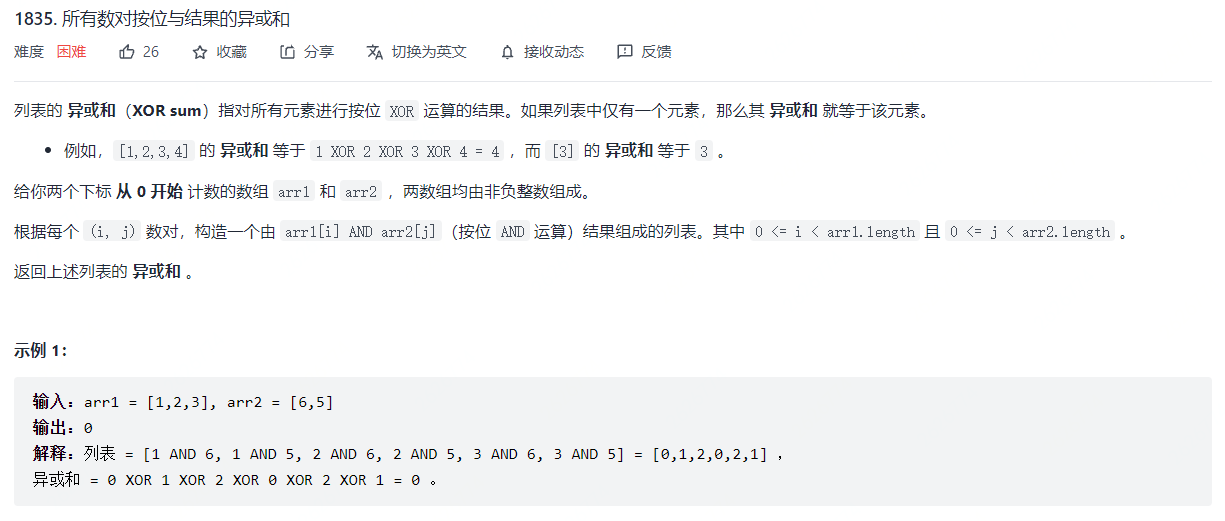 1835. 所有数对按位与结果的异或和
难度 困难 26 收藏 分享 切换为英文 接收动态 反馈
列表的 异或和（XOR sum）指对所有元素进行按位 XOR 运算的结果。如果列表中仅有一个元素，那么其 异或和 就等于该元素。
• 例如，[1,2,3,4] 的 异或和 等于 1 XOR 2 XOR 3 XOR 4 = 4 ，而 [3] 的 异或和 等于 3 。
给你两个下标 从 0 开始 计数的数组 arr1 和 arr2 ，两数组均由非负整数组成。
根据每个 (i, j) 数对，构造一个由 arr1[i] AND arr2[j]（按位 AND 运算）结果组成的列表。其中 0 <= i < arr1.length 且 0 <= j < arr2.length 。
返回上述列表的 异或和 。
示例 1：
输入：arr1 = [1,2,3], arr2 = [6,5]
输出：0
解释：列表 = [1 AND 6, 1 AND 5, 2 AND 6, 2 AND 5, 3 AND 6, 3 AND 5] = [0,1,2,0,2,1] ，
异或和 = 0 XOR 1 XOR 2 XOR 0 XOR 2 XOR 1 = 0 。